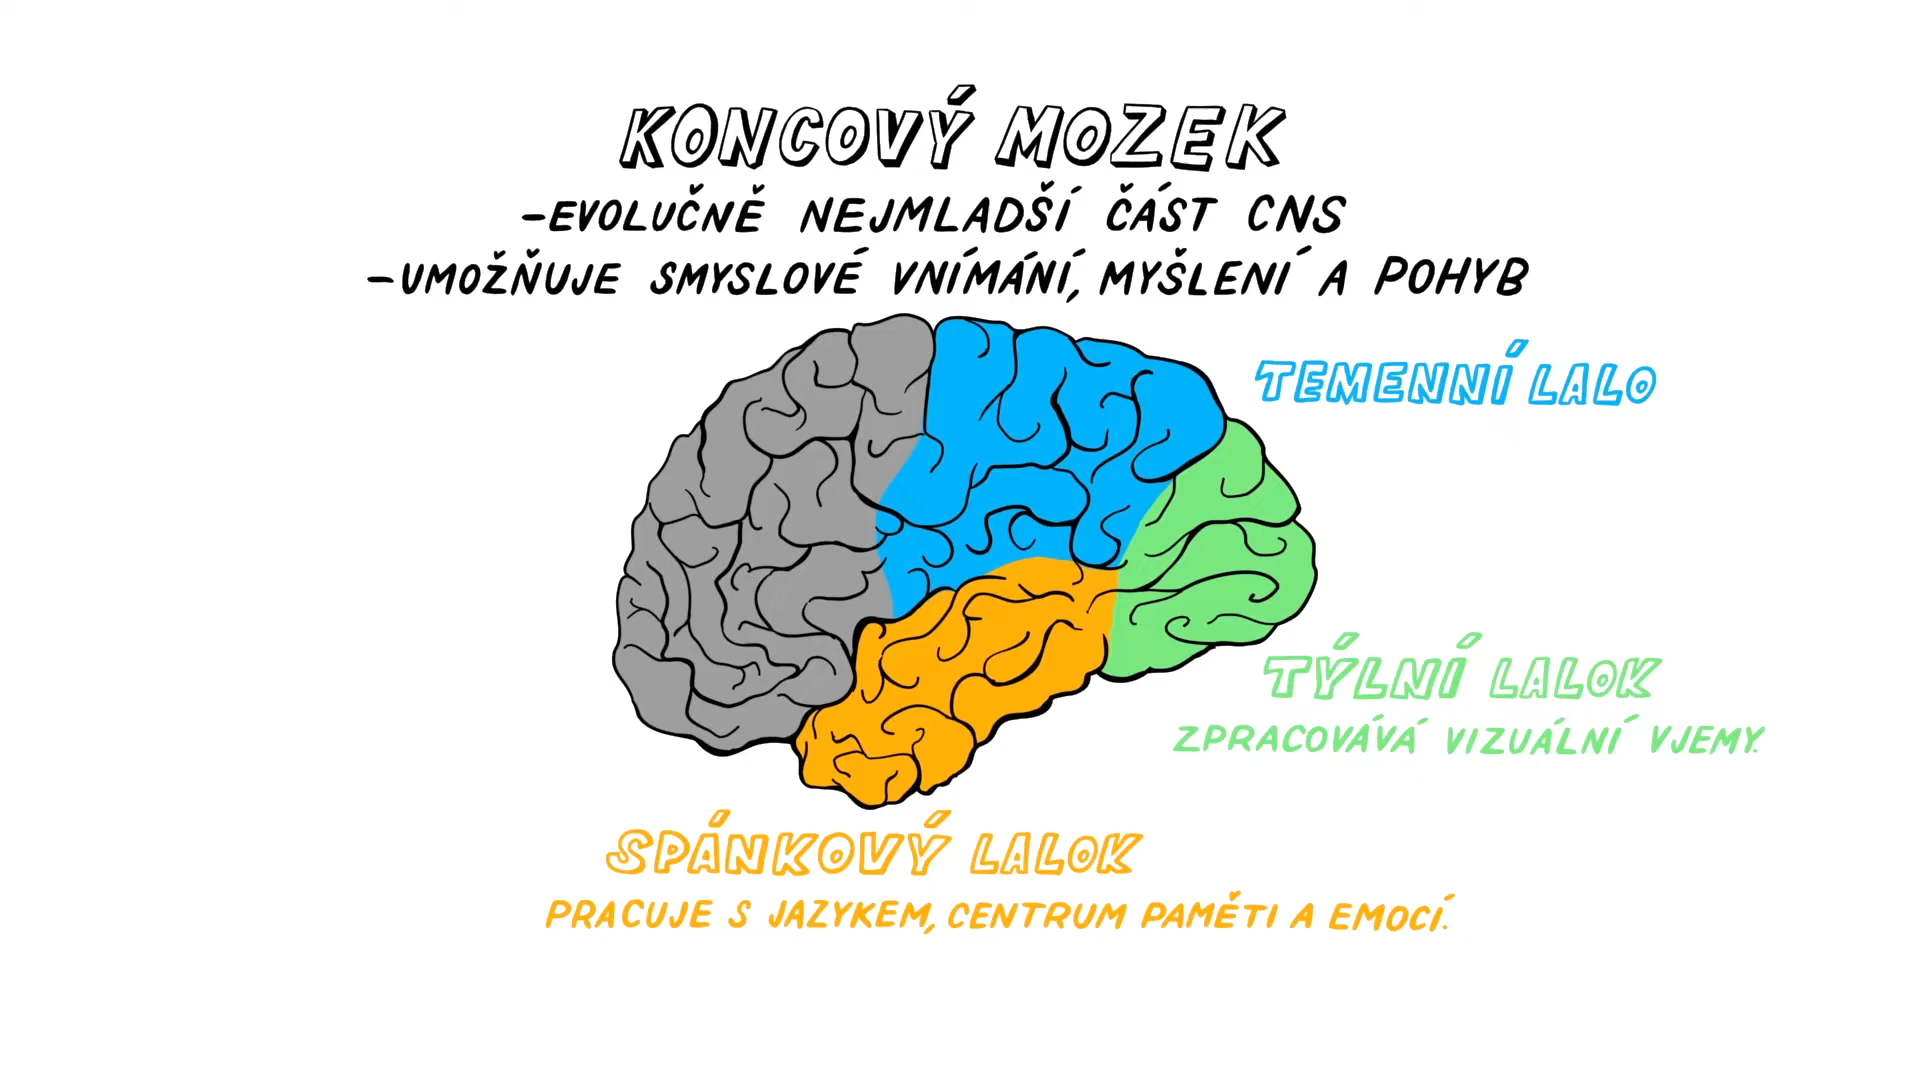 KONCOVÝ MOZEK
-EVOLUČNĚ NEJMLADŠÍ ČÁST CNS
-UMOŽŇUJE SMYSLOVÉ VNÍMÁNÍ, MYŠLENÍ A POHYB
TEMENNÍ LALO
TÝLNÍ LALOK
ZPRACOVÁVÁ VIZUÁLNÍ VJEMY.
SPÁNKOVÝ LALOK
PRACUJE S JAZYKEM, CENTRUM PAMĚTI A EMOCÍ.